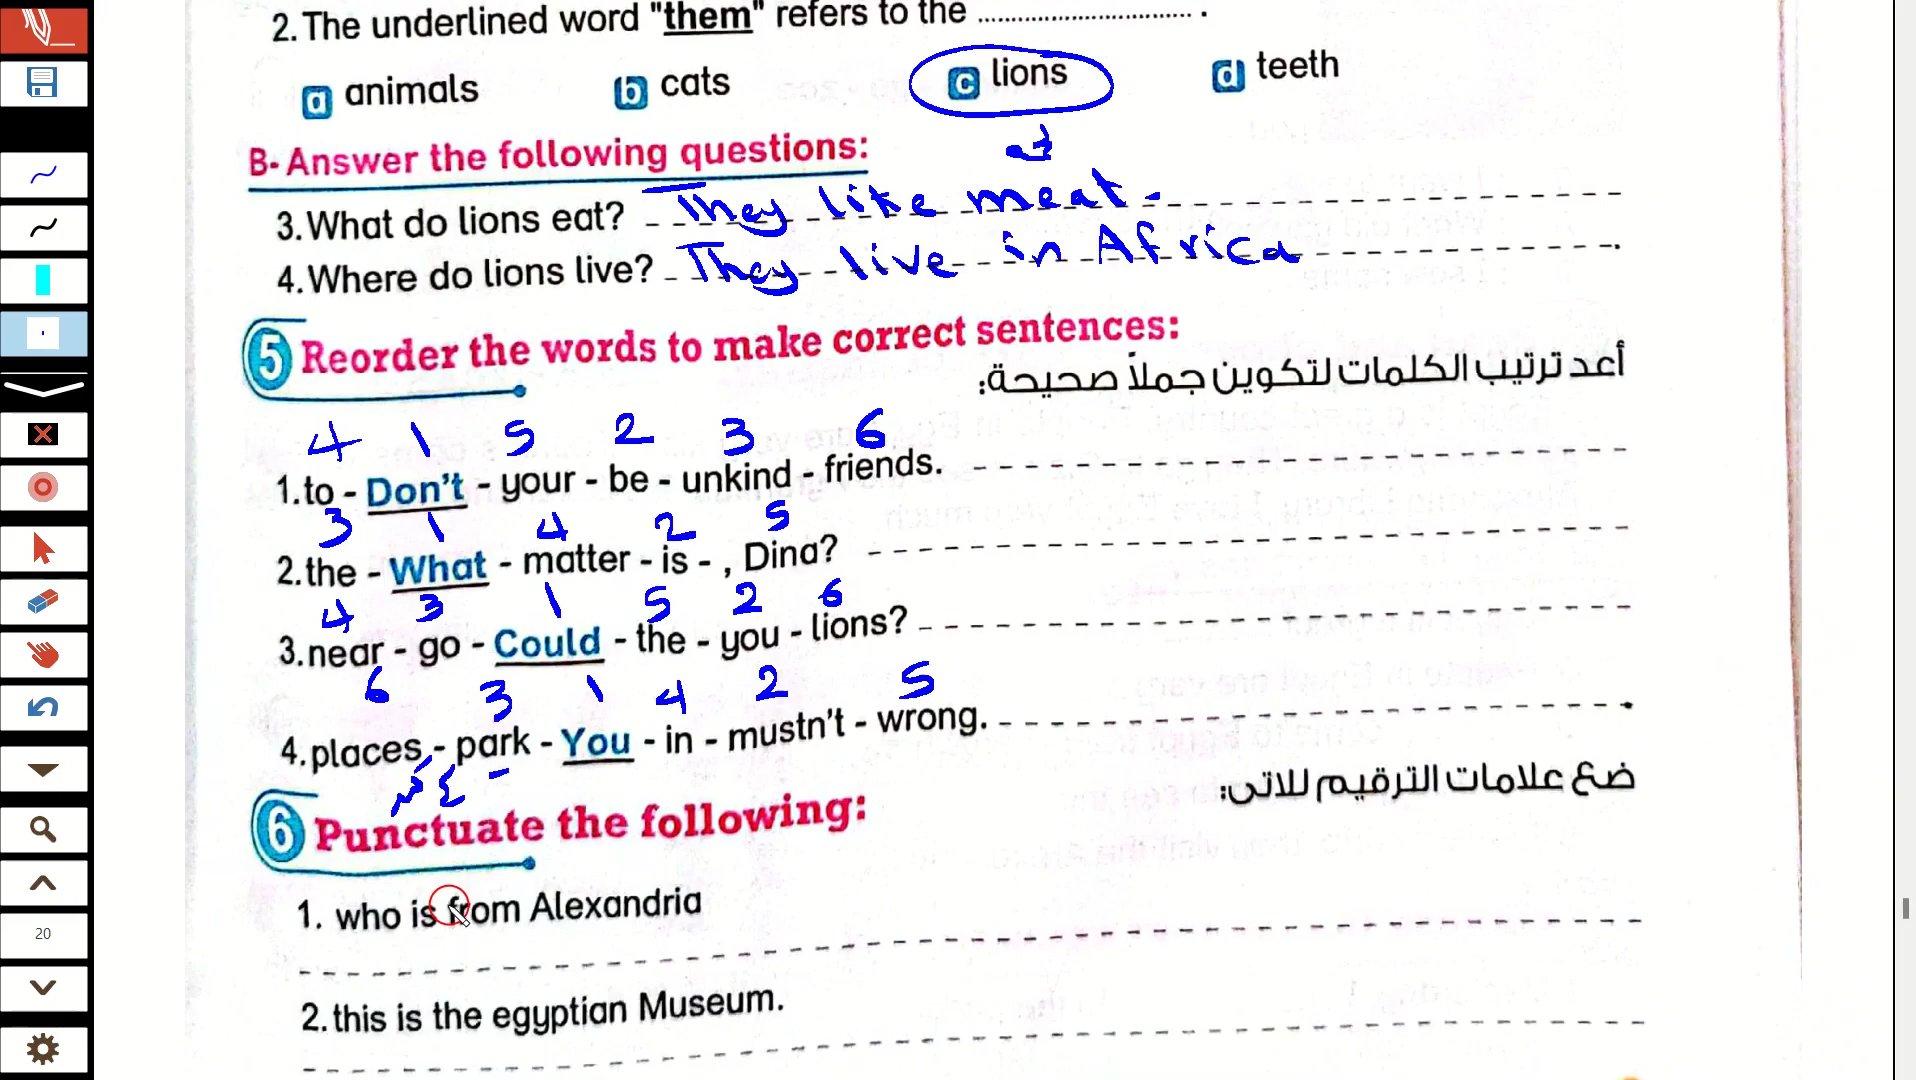 2. The underlined word "them" refers to the .............................. .
a animals b cats c lions d teeth
B- Answer the following questions:
3. What do lions eat? They like meat.
4. Where do lions live? They live in Africa
5 Reorder the words to make correct sentences:
أعد ترتيب الكلمات لتكوين جملاً صحيحة:
4 1 5 2 3 6
1. to - Don't - your - be - unkind - friends.
3 1 4 2 5
2. the - What - matter - is - , Dina?
4 3 1 5 2 6
3. near - go - Could - the - you - lions?
6 3 1 4 2 5
4. places - park - You - in - mustn't - wrong.
ضع علامات الترقيم للاتى:
6 Punctuate the following:
1. who is from Alexandria
2. this is the egyptian Museum.
20